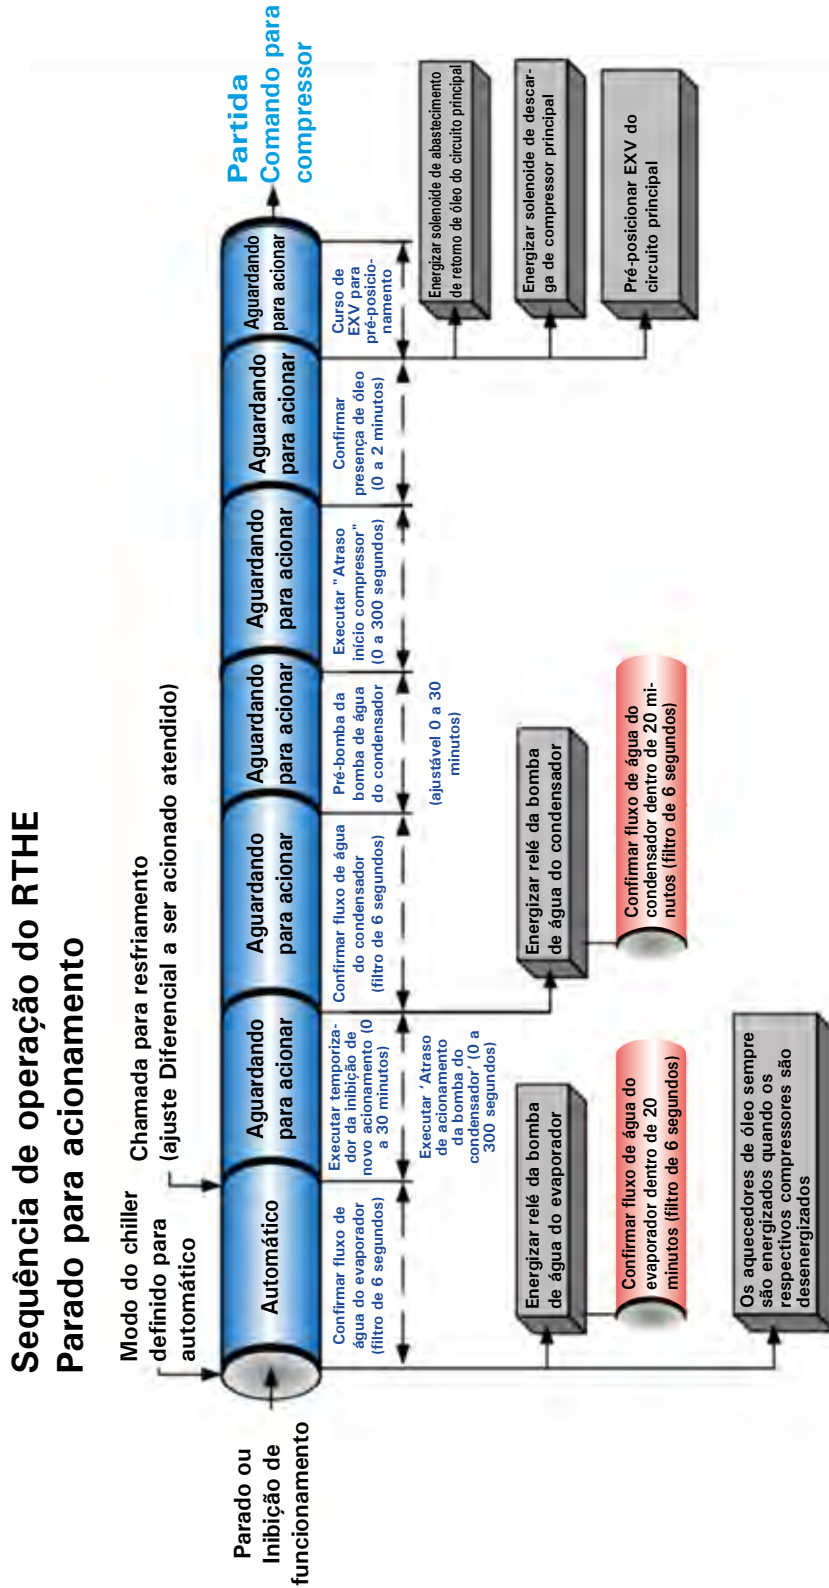 Sequência de operação do RTHE
Parado para acionamento
Modo do chiller
definido para
automático
Chamada para resfriamento
(ajuste Diferencial a ser acionado atendido)
Parado ou
Inibição de
funcionamento
Automático
Aguardando
para acionar
Aguardando
para acionar
Aguardando
para acionar
Aguardando
para acionar
Aguardando
para acionar
Aguardando
para acionar
Partida
Comando para
compressor
Confirmar fluxo de
água do evaporador
(filtro de 6 segundos)
Executar temporiza-
dor da inibição de
novo acionamento (0
a 30 minutos)
Executar 'Atraso
de acionamento
da bomba do
condensador' (0 a
300 segundos)
Confirmar fluxo de água
do condensador
(filtro de 6 segundos)
Pré-bomba da
bomba de água
do condensador
(ajustável 0 a 30
minutos)
Executar "Atraso
início compressor"
(0 a 300 segundos)
Confirmar
presença de óleo
(0 a 2 minutos)
Curso de
EXV para
pré-posicio-
namento
Energizar relé da bomba
de água do evaporador
Confirmar fluxo de água do
evaporador dentro de 20
minutos (filtro de 6 segundos)
Os aquecedores de óleo sempre
são energizados quando os
respectivos compressores são
desenergizados
Energizar relé da bomba
de água do condensador
Confirmar fluxo de água do
condensador dentro de 20 mi-
nutos (filtro de 6 segundos)
Energizar solenoide de abastecimento
de retorno de óleo do circuito principal
Energizar solenoide de descar-
ga de compressor principal
Pré-posicionar EXV do
circuito principal